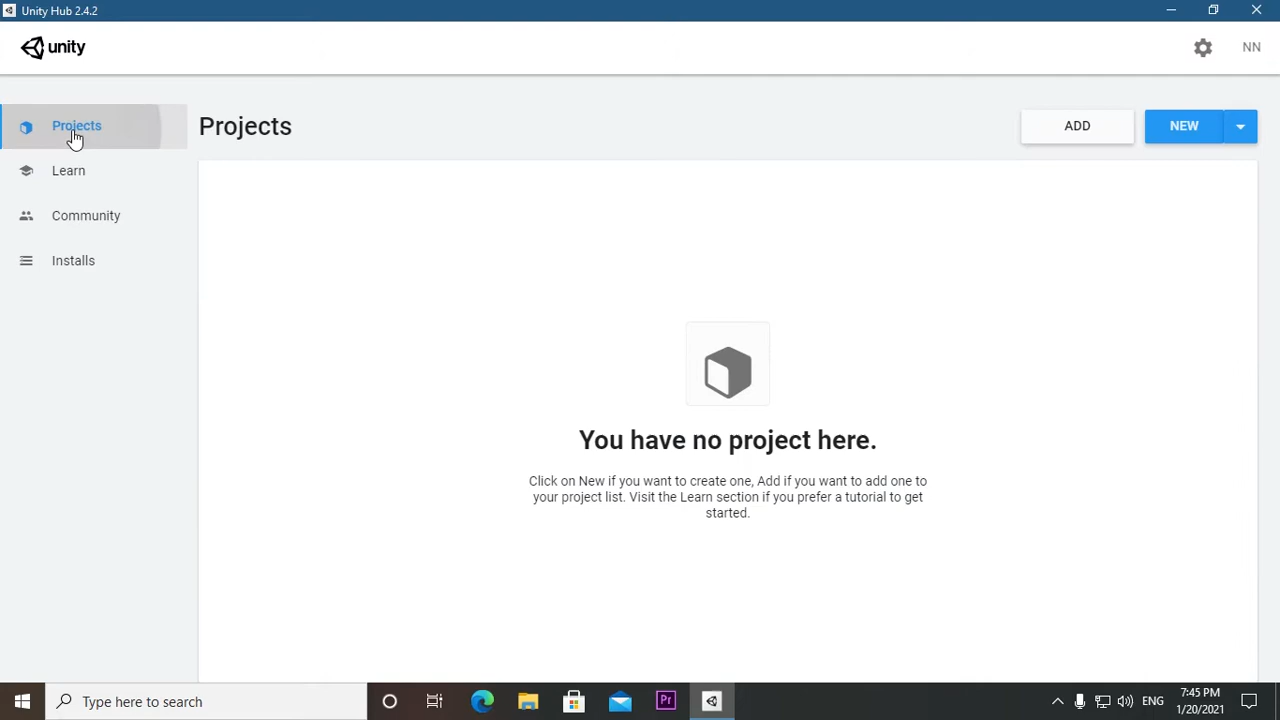 Unity Hub 2.4.2
unity
NN
Projects
Learn
Community
Installs
Projects
ADD
NEW
You have no project here.
Click on New if you want to create one, Add if you want to add one to
your project list. Visit the Learn section if you prefer a tutorial to get
started.
Type here to search
Pr
ENG
7:45 PM
1/20/2021